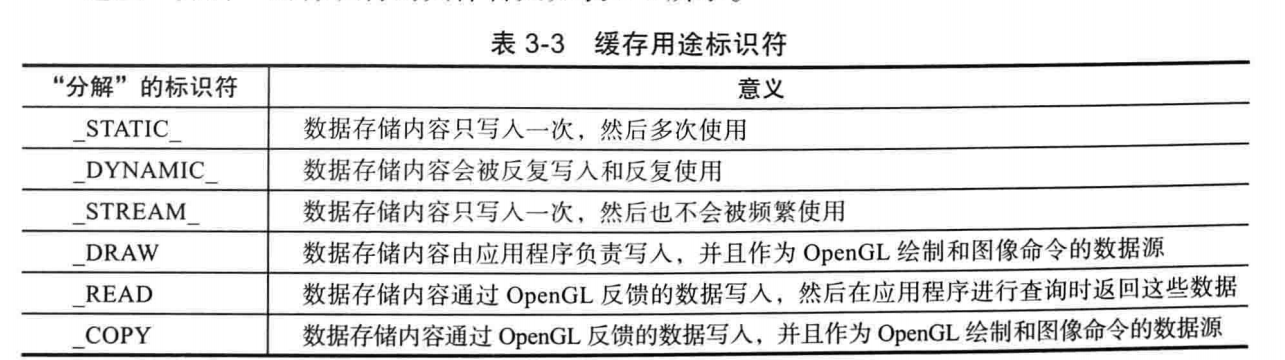 表 3-3 缓存用途标识符
“分解”的标识符 意义
_STATIC_ 数据存储内容只写入一次，然后多次使用
_DYNAMIC_ 数据存储内容会被反复写入和反复使用
_STREAM_ 数据存储内容只写入一次，然后也不会被频繁使用
_DRAW 数据存储内容由应用程序负责写入，并且作为 OpenGL 绘制和图像命令的数据源
_READ 数据存储内容通过 OpenGL 反馈的数据写入，然后在应用程序进行查询时返回这些数据
_COPY 数据存储内容通过 OpenGL 反馈的数据写入，并且作为 OpenGL 绘制和图像命令的数据源